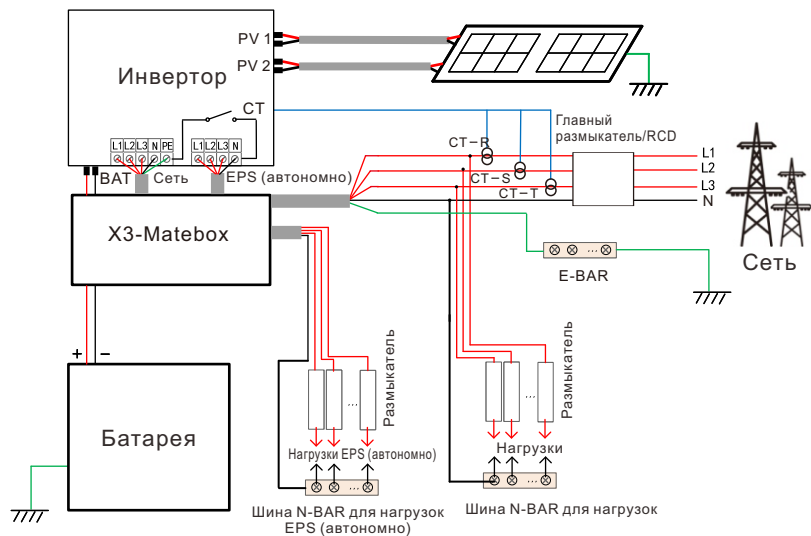 PV 1
Инвертор
PV 2
CT
L1 L2 L3 N PE
L1 L2 L3 N
BAT
Сеть
EPS (автономно)
Главный
размыкатель/RCD
CT-R
CT-S
CT-T
L1
L2
L3
N
X3-Matebox
E-BAR
Сеть
+
−
Батарея
Размыкатель
...
Нагрузки EPS (автономно)
...
Шина N-BAR для нагрузок
EPS (автономно)
Размыкатель
...
Нагрузки
...
Шина N-BAR для нагрузок